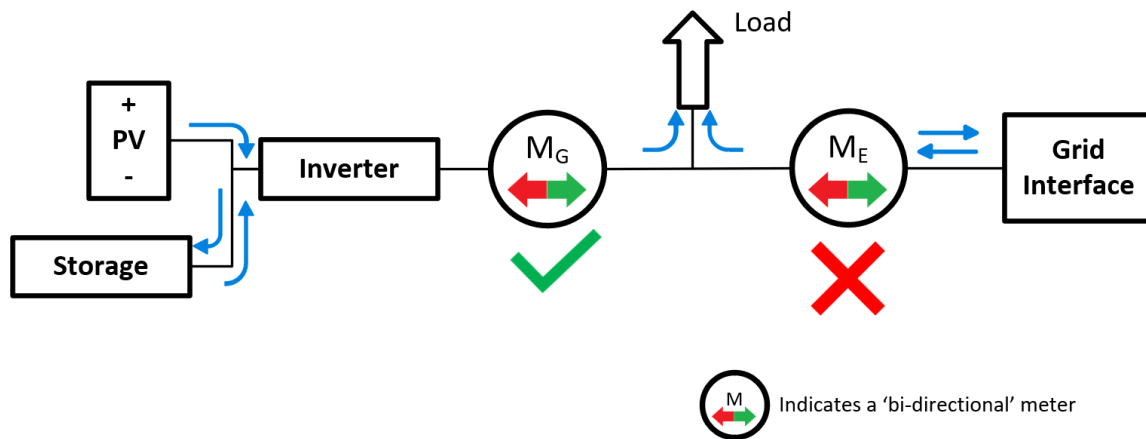 Load
+
PV
-
Inverter
MG
ME
Grid
Interface
Storage
M
Indicates a ‘bi-directional’ meter